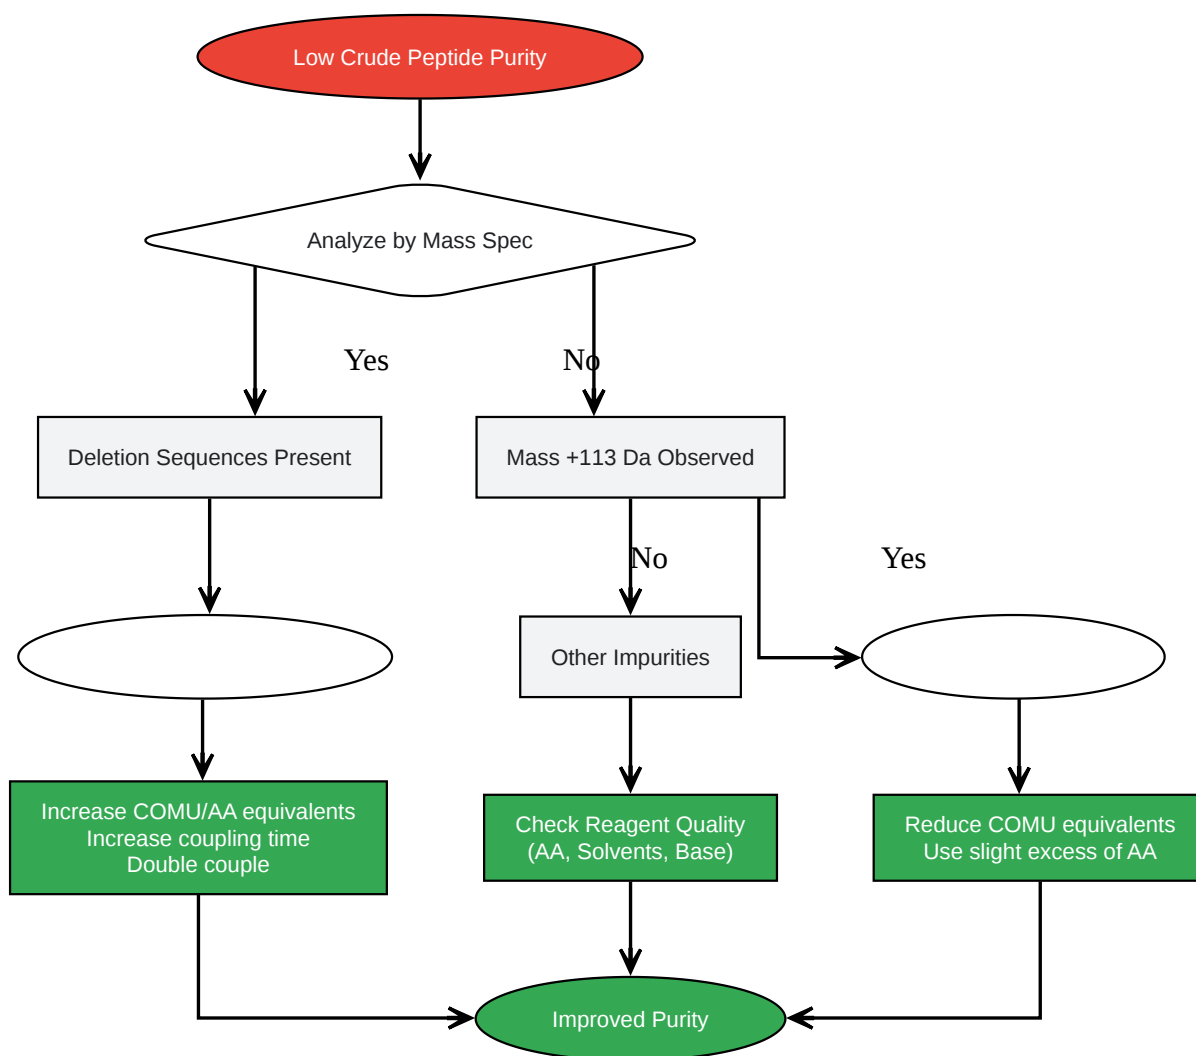 Low Crude Peptide Purity
Analyze by Mass Spec
Yes
No
Deletion Sequences Present
Mass +113 Da Observed
No
Yes
Other Impurities
Increase COMU/AA equivalents
Increase coupling time
Double couple
Check Reagent Quality
(AA, Solvents, Base)
Reduce COMU equivalents
Use slight excess of AA
Improved Purity